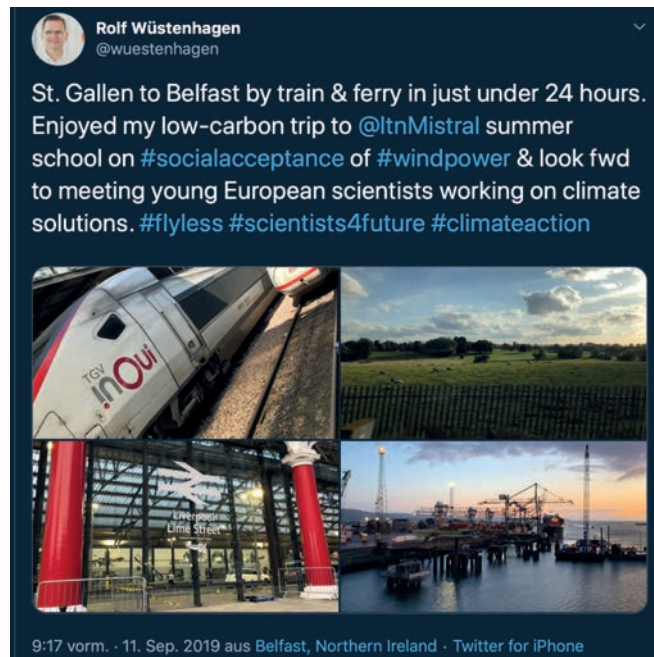 Rolf Wüstenhagen
@wuestenhagen
St. Gallen to Belfast by train & ferry in just under 24 hours.
Enjoyed my low-carbon trip to @ItnMistral summer
school on #socialacceptance of #windpower & look fwd
to meeting young European scientists working on climate
solutions. #flyless #scientists4future #climateaction
TGV
inOui
Liverpool
Lime Street
9:17 vorm. · 11. Sep. 2019 aus Belfast, Northern Ireland · Twitter for iPhone